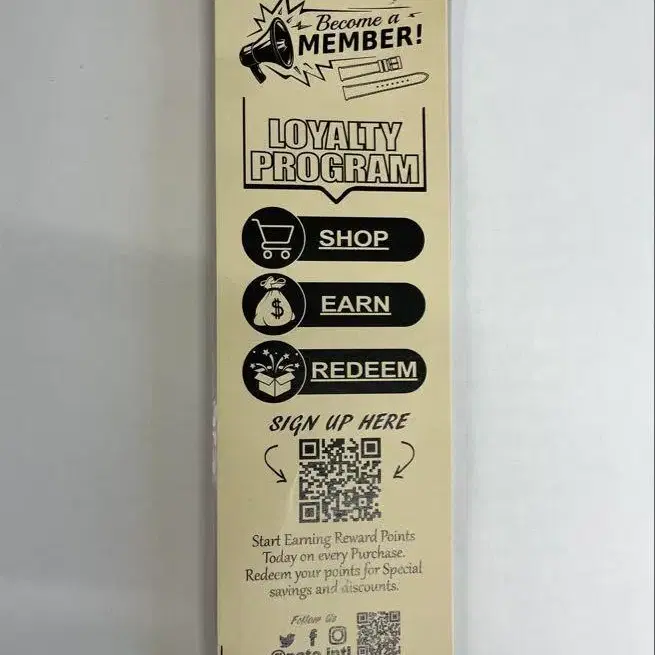 Become a
MEMBER!
LOYALTY
PROGRAM
SHOP
$
EARN
REDEEM
SIGN UP HERE
Start Earning Reward Points
Today on every Purchase.
Redeem your points for Special
savings and discounts.
Follow Us